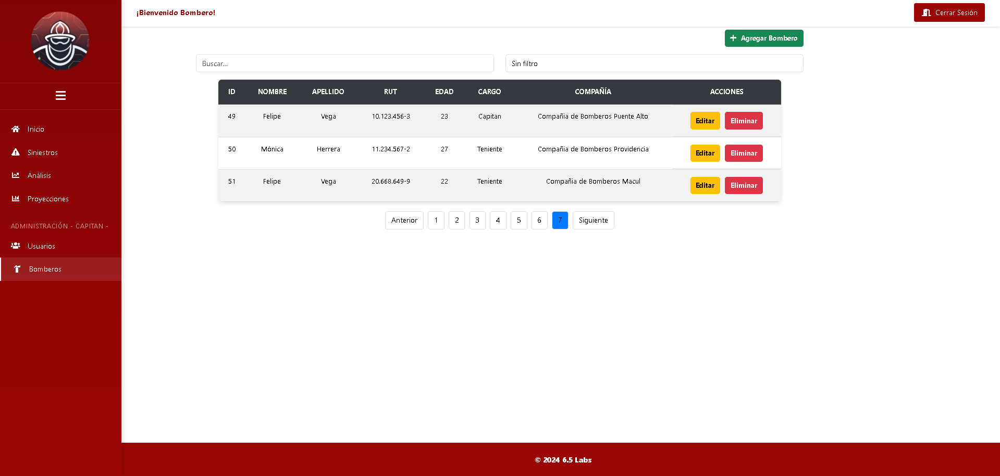 ¡Bienvenido Bombero!
Cerrar Sesión
Agregar Bombero
Buscar...
Sin filtro
Inicio
Siniestros
Análisis
Proyecciones
ADMINISTRACIÓN - CAPITAN -
Usuarios
Bomberos
ID NOMBRE APELLIDO RUT EDAD CARGO COMPAÑÍA ACCIONES
49 Felipe Vega 10.123.456-3 23 Capitan Compañia de Bomberos Puente Alto Editar Eliminar
50 Mónica Herrera 11.234.567-2 27 Teniente Compañia de Bomberos Providencia Editar Eliminar
51 Felipe Vega 20.668.649-9 22 Teniente Compañia de Bomberos Macul Editar Eliminar
Anterior 1 2 3 4 5 6 7 Siguiente
© 2024 6.5 Labs